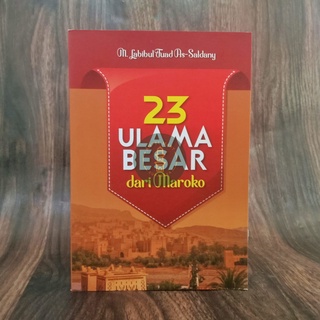 M. Labibul Fuad As-Saldany
23
ULAMA
BESAR
dari Maroko